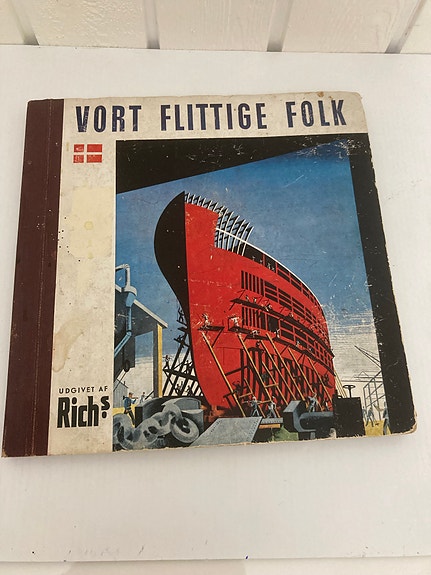 VORT FLITTIGE FOLK
UDGIVET AF
Rich's